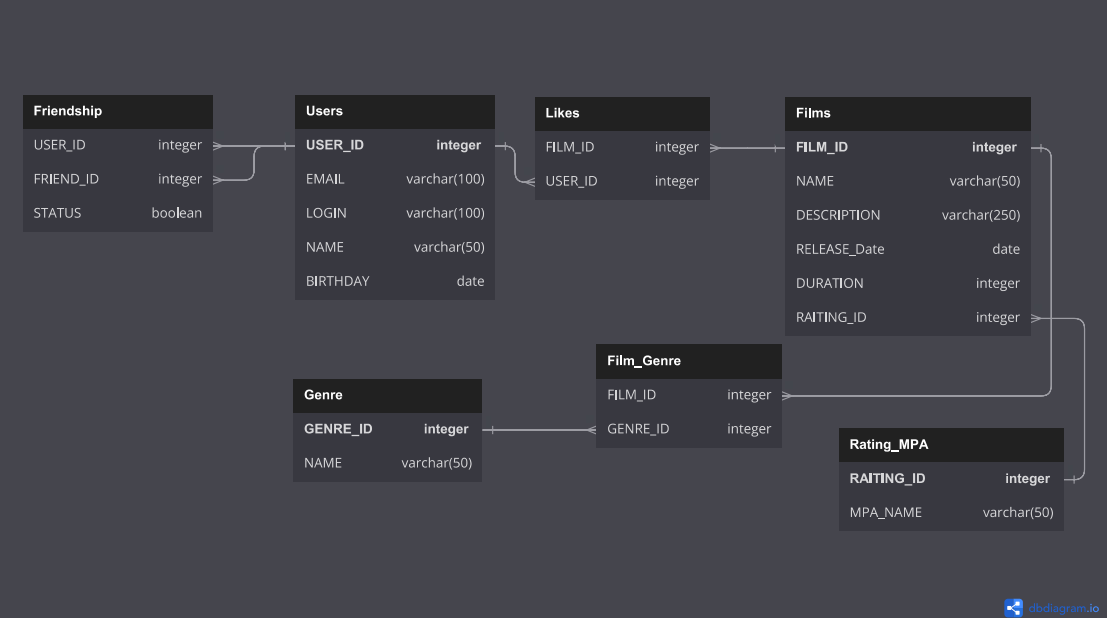 Friendship
USER_ID integer
FRIEND_ID integer
STATUS boolean
Users
USER_ID integer
EMAIL varchar(100)
LOGIN varchar(100)
NAME varchar(50)
BIRTHDAY date
Likes
FILM_ID integer
USER_ID integer
Films
FILM_ID integer
NAME varchar(50)
DESCRIPTION varchar(250)
RELEASE_Date date
DURATION integer
RAITING_ID integer
Film_Genre
FILM_ID integer
GENRE_ID integer
Genre
GENRE_ID integer
NAME varchar(50)
Rating_MPA
RAITING_ID integer
MPA_NAME varchar(50)
dbdiagram.io